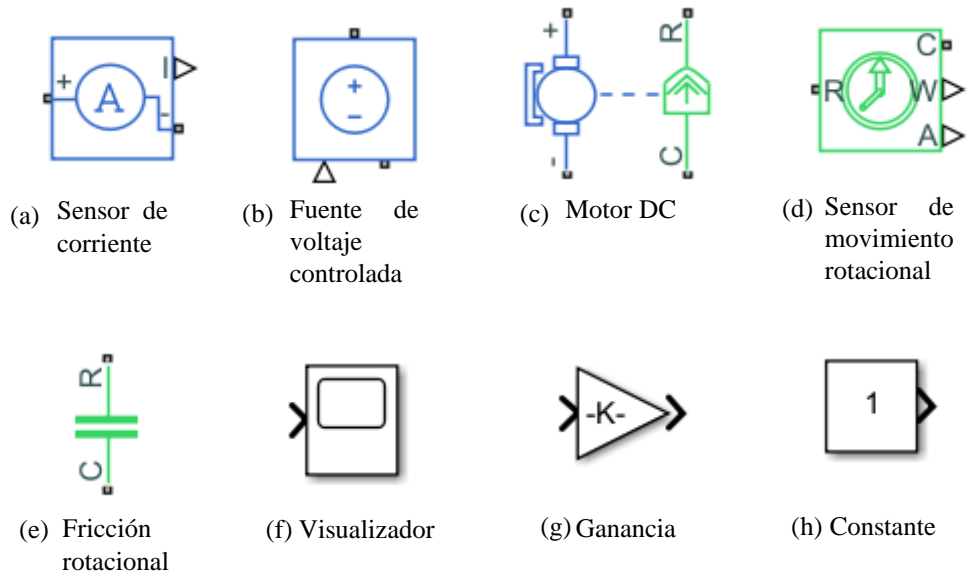 +
A
I
-
(a) Sensor de
corriente
+
−
(b) Fuente de
voltaje
controlada
+
-
R
C
(c) Motor DC
R
C
W
A
(d) Sensor de
movimiento
rotacional
R
C
(e) Fricción
rotacional
(f) Visualizador
-K-
(g) Ganancia
1
(h) Constante